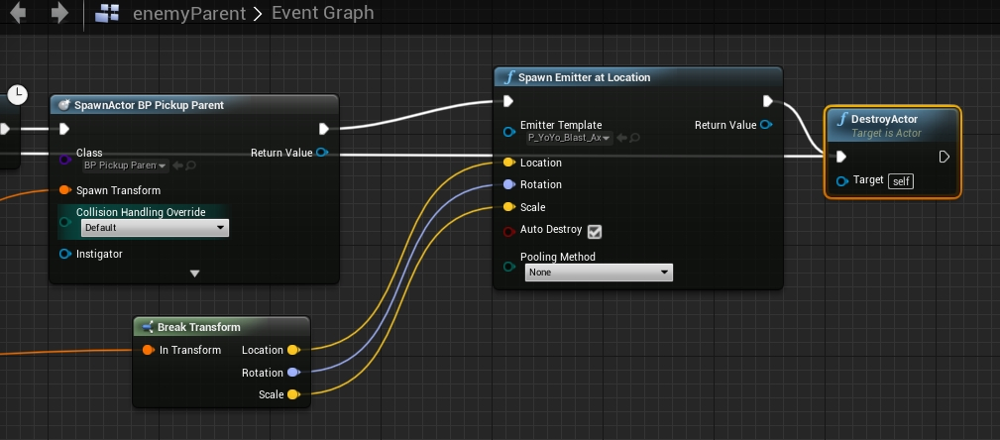 enemyParent > Event Graph
SpawnActor BP Pickup Parent
Class
BP Pickup Paren
Return Value
Spawn Transform
Collision Handling Override
Default
Instigator
Spawn Emitter at Location
Emitter Template
P_YoYo_Blast_Ax
Return Value
Location
Rotation
Scale
Auto Destroy
Pooling Method
None
DestroyActor
Target is Actor
Target self
Break Transform
In Transform Location
Rotation
Scale